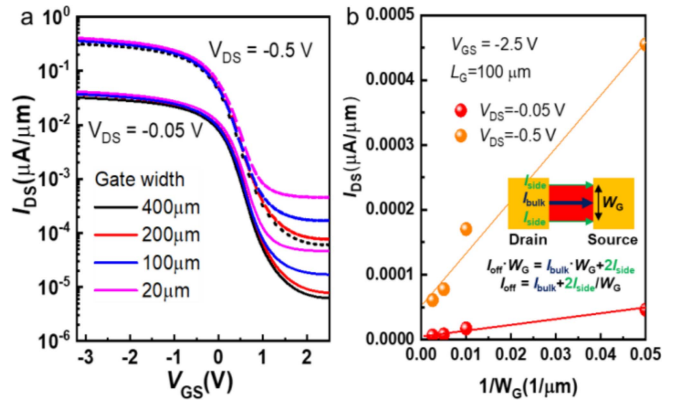 a
10⁰
10⁻¹
10⁻²
10⁻³
10⁻⁴
10⁻⁵
10⁻⁶
I_DS(μA/μm)
V_DS = -0.5 V
V_DS = -0.05 V
Gate width
400μm
200μm
100μm
20μm
-3 -2 -1 0 1 2
V_GS(V)
b
0.0005
0.0004
0.0003
0.0002
0.0001
0.0000
I_DS(μA/μm)
V_GS = -2.5 V
L_G=100 μm
V_DS=-0.05 V
V_DS=-0.5 V
I_side
I_bulk
I_side
W_G
Drain Source
I_off·W_G = I_bulk·W_G+2I_side
I_off = I_bulk+2I_side/W_G
0.00 0.01 0.02 0.03 0.04 0.05
1/W_G(1/μm)